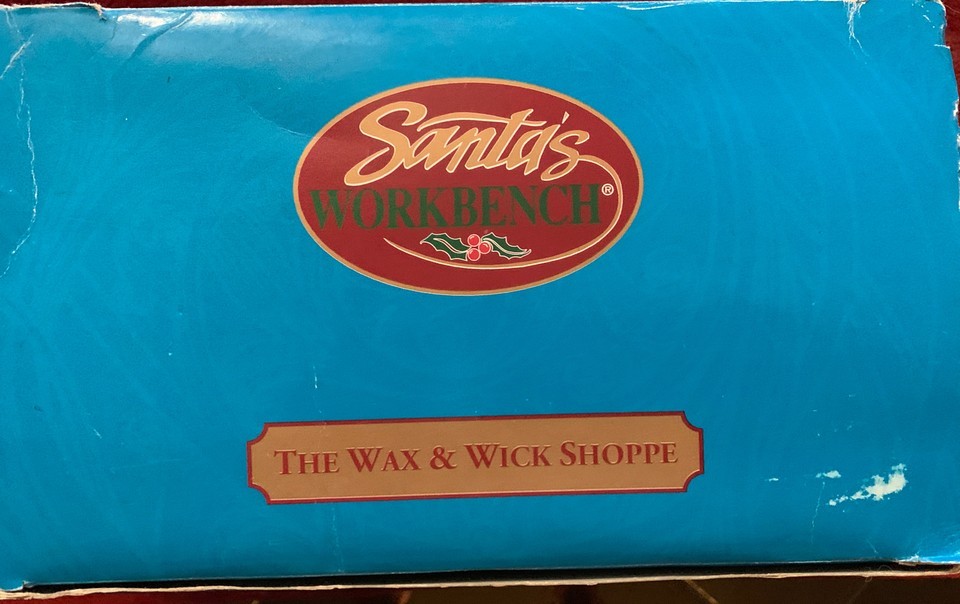 Santa's
WORKBENCH®
THE WAX & WICK SHOPPE